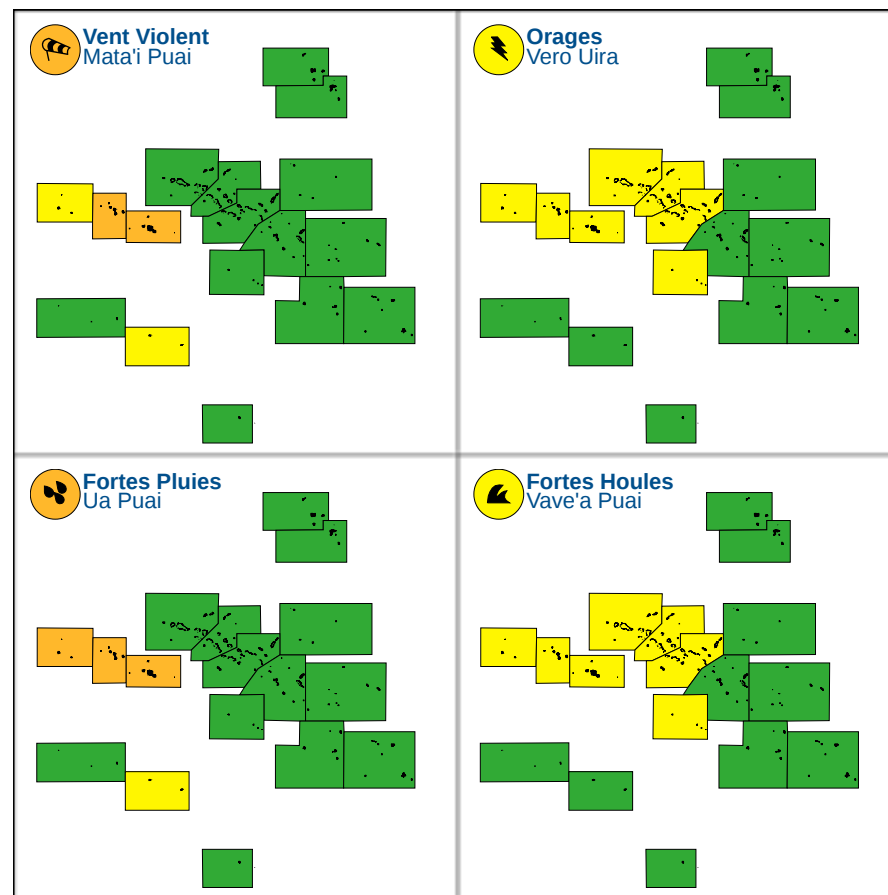 Vent Violent
Mata'i Puai
Orages
Vero Uira
Fortes Pluies
Ua Puai
Fortes Houles
Vave'a Puai